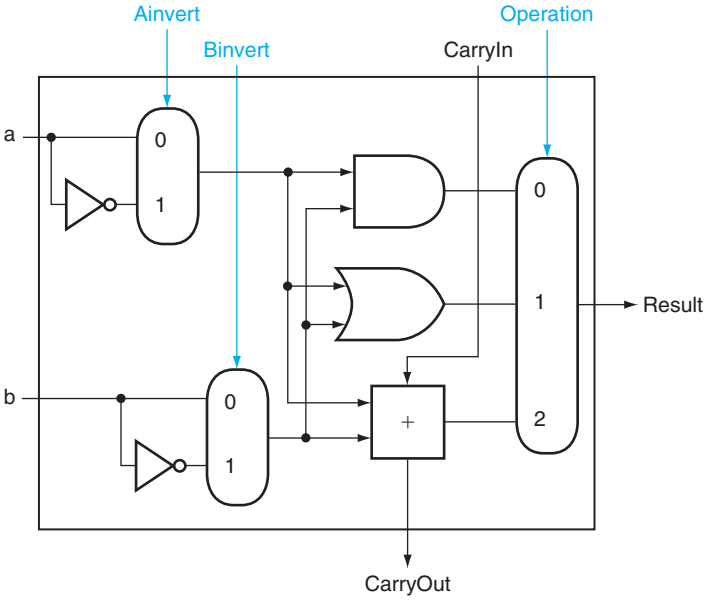 Ainvert
Operation
Binvert
CarryIn
a
0
1
0
1
Result
b
0
1
+
2
CarryOut